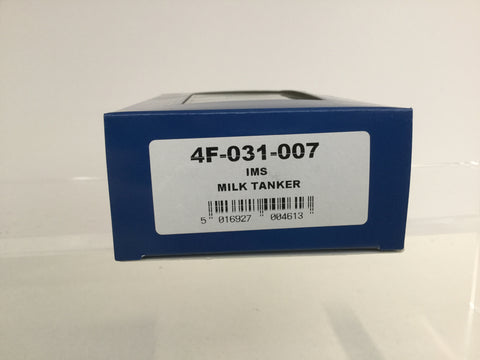 4F-031-007
IMS
MILK TANKER
5 016927 004613